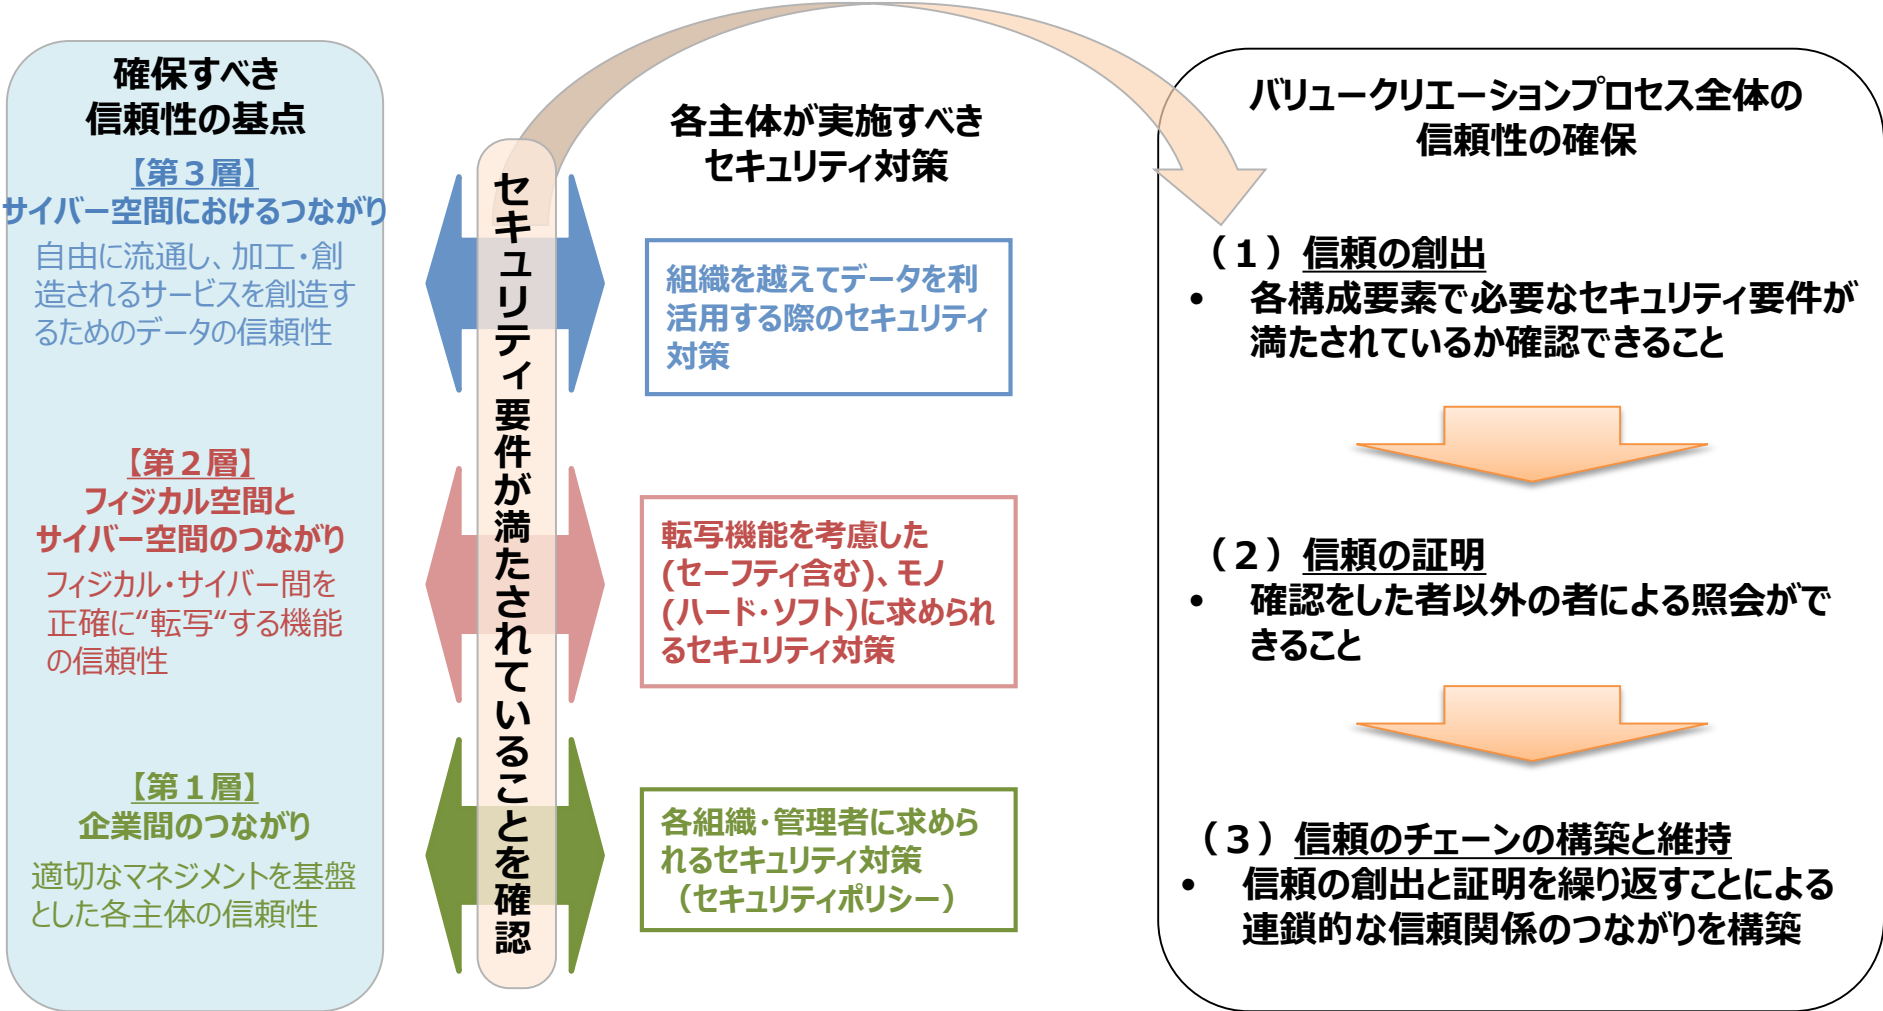 確保すべき
信頼性の基点
【第３層】
サイバー空間におけるつながり
自由に流通し、加工・創
造されるサービスを創造す
るためのデータの信頼性
【第２層】
フィジカル空間と
サイバー空間のつながり
フィジカル・サイバー間を
正確に“転写“する機能
の信頼性
【第１層】
企業間のつながり
適切なマネジメントを基盤
とした各主体の信頼性
セキュリティ要件が満たされていることを確認
各主体が実施すべき
セキュリティ対策
組織を越えてデータを利
活用する際のセキュリティ
対策
転写機能を考慮した
(セーフティ含む)、モノ
(ハード・ソフト)に求められ
るセキュリティ対策
各組織・管理者に求めら
れるセキュリティ対策
（セキュリティポリシー）
バリュークリエーションプロセス全体の
信頼性の確保
（１）信頼の創出
• 各構成要素で必要なセキュリティ要件が
満たされているか確認できること
（２）信頼の証明
• 確認をした者以外の者による照会がで
きること
（３）信頼のチェーンの構築と維持
• 信頼の創出と証明を繰り返すことによる
連鎖的な信頼関係のつながりを構築